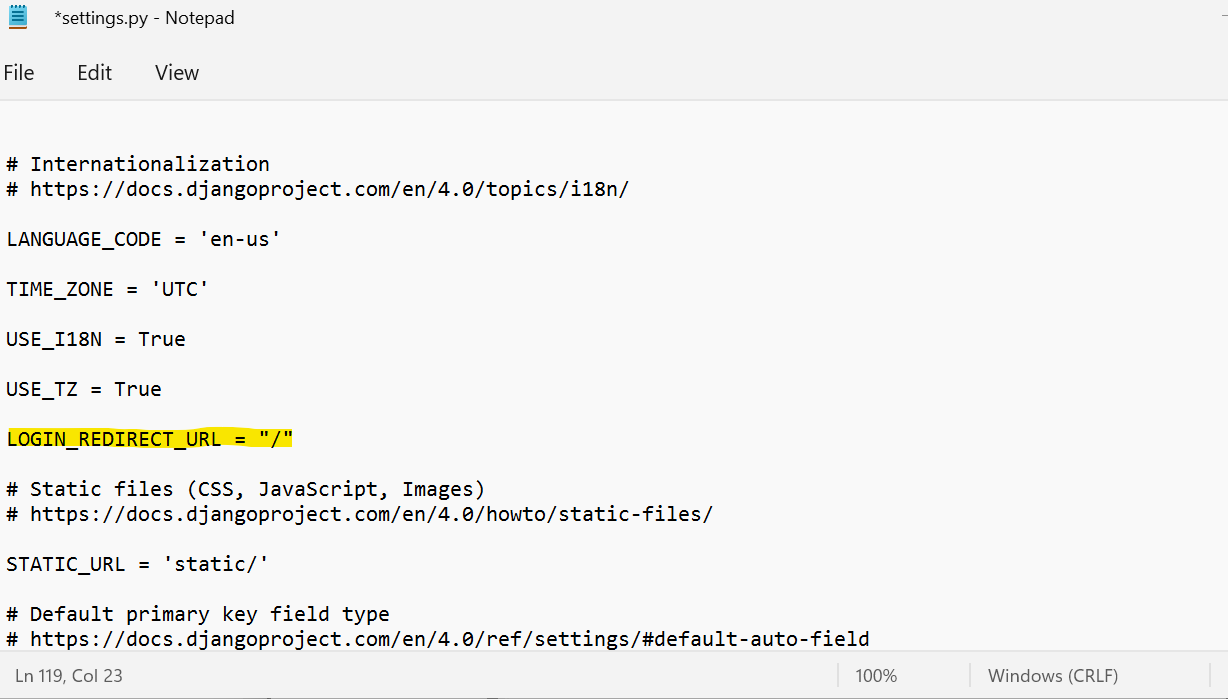 *settings.py - Notepad
File Edit View
# Internationalization
# https://docs.djangoproject.com/en/4.0/topics/i18n/
LANGUAGE_CODE = 'en-us'
TIME_ZONE = 'UTC'
USE_I18N = True
USE_TZ = True
LOGIN_REDIRECT_URL = "/"
# Static files (CSS, JavaScript, Images)
# https://docs.djangoproject.com/en/4.0/howto/static-files/
STATIC_URL = 'static/'
# Default primary key field type
# https://docs.djangoproject.com/en/4.0/ref/settings/#default-auto-field
Ln 119, Col 23 100% Windows (CRLF)